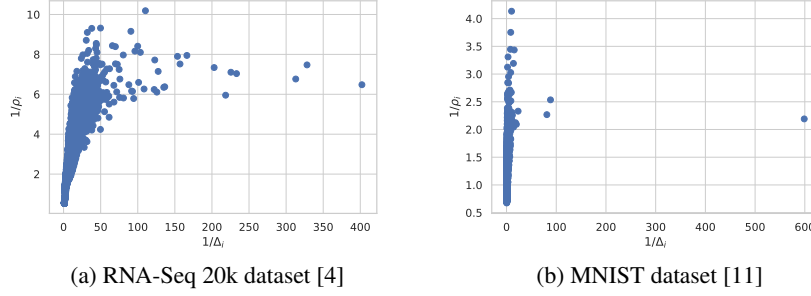 10
8
6
4
2
1/ρᵢ
0 50 100 150 200 250 300 350 400
1/Δᵢ
(a) RNA-Seq 20k dataset [4]
4.0
3.5
3.0
2.5
2.0
1.5
1.0
0.5
1/ρᵢ
0 100 200 300 400 500 600
1/Δᵢ
(b) MNIST dataset [11]